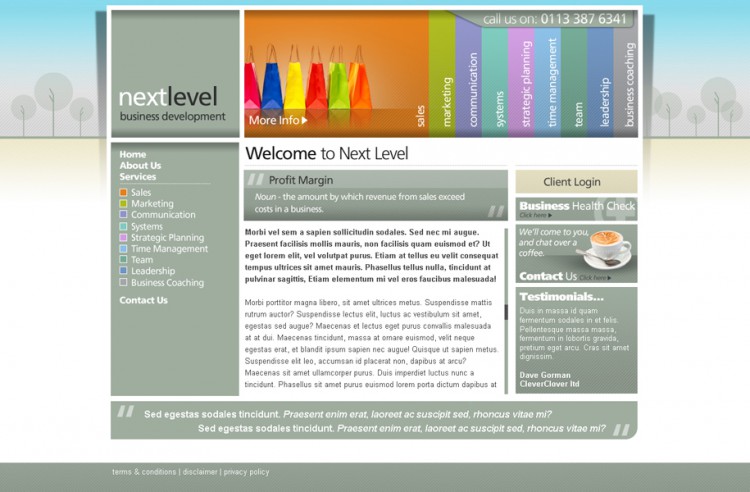 nextlevel
business development
call us on: 0113 387 6341
More Info
sales
marketing
communication
systems
strategic planning
time management
team
leadership
business coaching
Home
About Us
Services
Sales
Marketing
Communication
Systems
Strategic Planning
Time Management
Team
Leadership
Business Coaching
Contact Us
Welcome to Next Level
Profit Margin
Noun - the amount by which revenue from sales exceed
costs in a business.
Morbi vel sem a sapien sollicitudin sodales. Sed nec mi augue.
Praesent facilisis mollis mauris, non facilisis quam euismod et? Ut
eget lorem elit, vel volutpat purus. Etiam at tellus eu velit consequat
tempus ultrices sit amet mauris. Phasellus tellus nulla, tincidunt at
pulvinar sagittis, Etiam elementum mi vel eros faucibus malesuada!
Morbi porttitor magna libero, sit amet ultrices metus. Suspendisse mattis
rutrum auctor? Suspendisse lectus elit, luctus ac vestibulum sit amet,
egestas sed augue? Maecenas et lectus eget purus convallis malesuada
at at dui. Maecenas tincidunt, massa at ornare euismod, velit neque
egestas erat, et blandit ipsum sapien nec augue! Quisque ut sapien metus.
Suspendisse elit leo, accumsan id placerat non, dapibus at arcu?
Maecenas sit amet ullamcorper purus. Duis imperdiet luctus nunc a
tincidunt. Phasellus sit amet purus euismod lorem porta dictum dapibus at
Client Login
Business Health Check
Click here
We'll come to you,
and chat over a
coffee.
Contact Us Click here
Testimonials...
Duis in massa id quam
fermentum sodales in et felis.
Pellentesque massa massa,
fermentum in lobortis gravida,
pretium eget arcu. Cras sit amet
dignissim.
Dave Gorman
CleverClover ltd
Sed egestas sodales tincidunt. Praesent enim erat, laoreet ac suscipit sed, rhoncus vitae mi?
Sed egestas sodales tincidunt. Praesent enim erat, laoreet ac suscipit sed, rhoncus vitae mi?
terms & conditions | disclaimer | privacy policy